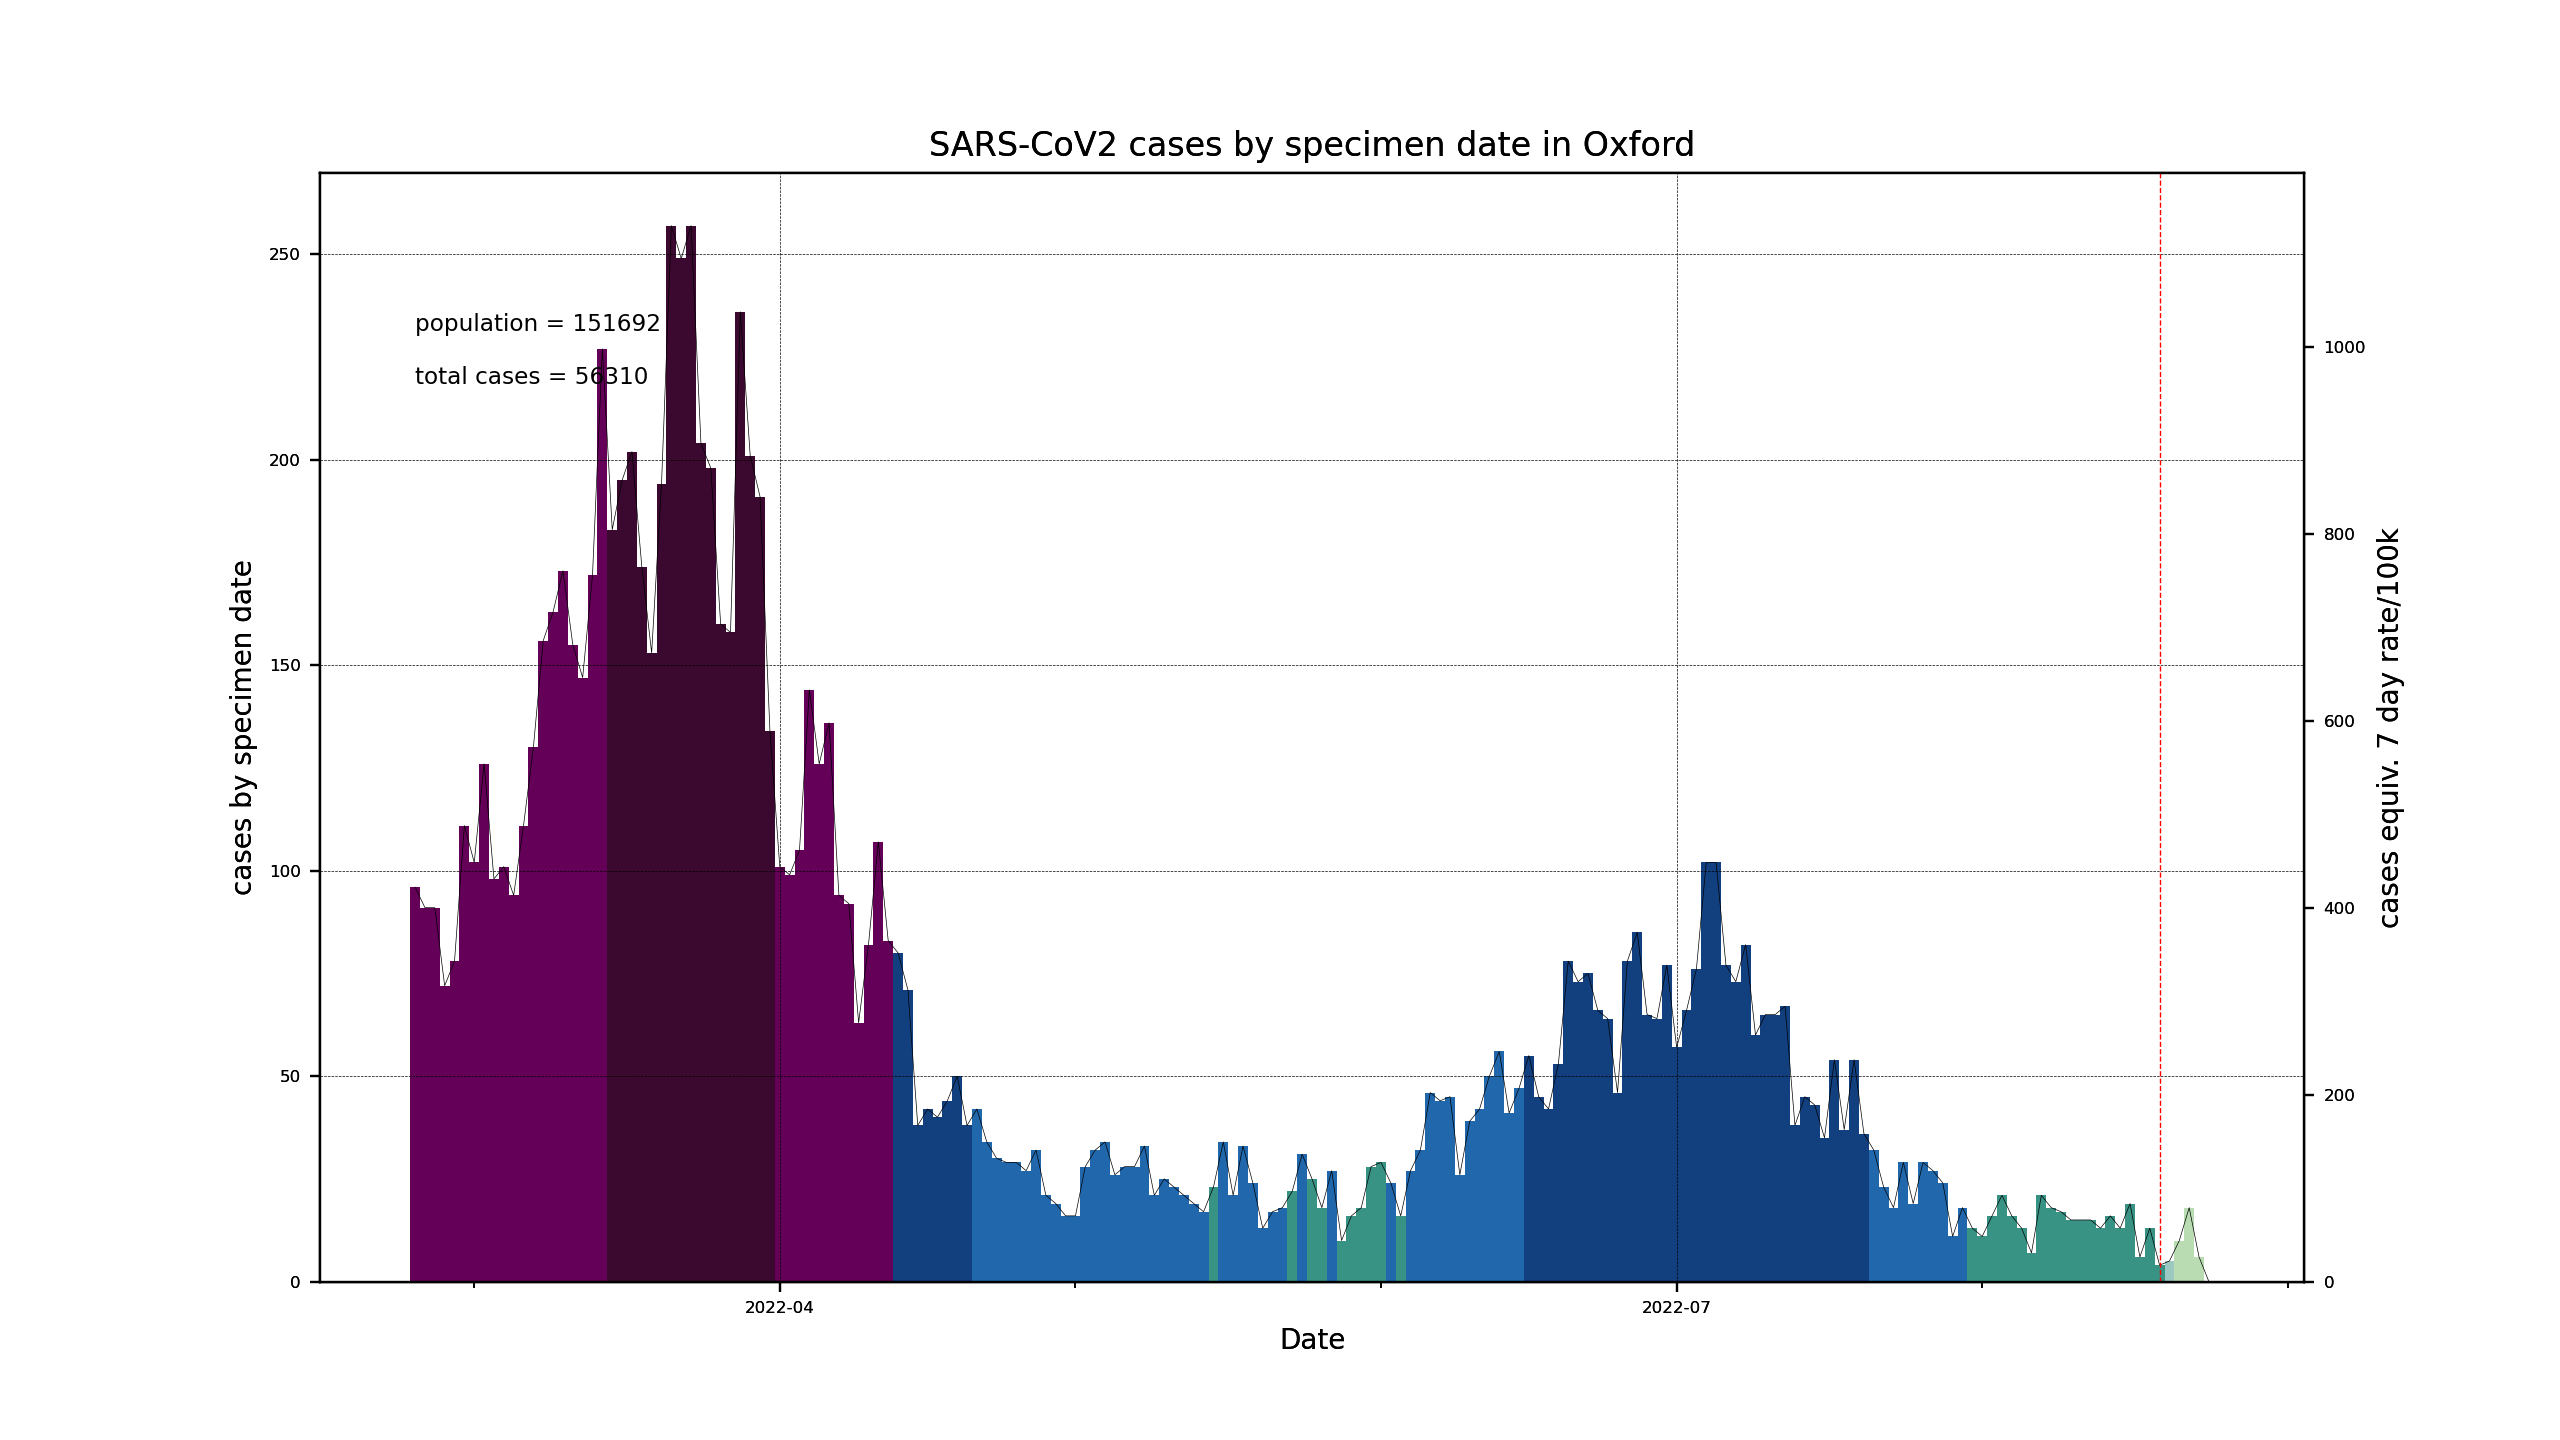 SARS-CoV2 cases by specimen date in Oxford
population = 151692
total cases = 56310
cases by specimen date
250
200
150
100
50
0
1000
800
600
400
200
0
cases equiv. 7 day rate/100k
2022-04
2022-07
Date